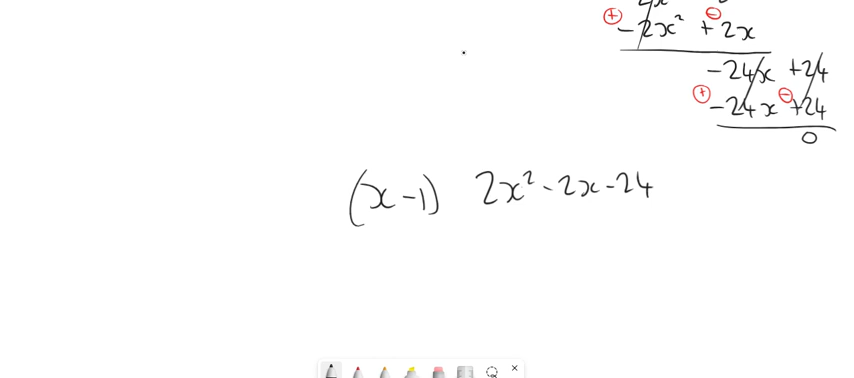 - 2x² + 2x
-24x +24
-24x +24
0
(x-1) 2x² - 2x - 24